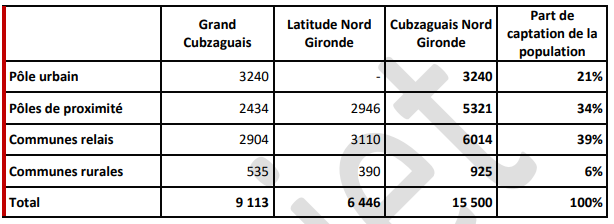 Grand Cubzaguais | Latitude Nord Gironde | Cubzaguais Nord Gironde | Part de captation de la population
Pôle urbain | 3240 | - | 3240 | 21%
Pôles de proximité | 2434 | 2946 | 5321 | 34%
Communes relais | 2904 | 3110 | 6014 | 39%
Communes rurales | 535 | 390 | 925 | 6%
Total | 9 113 | 6 446 | 15 500 | 100%